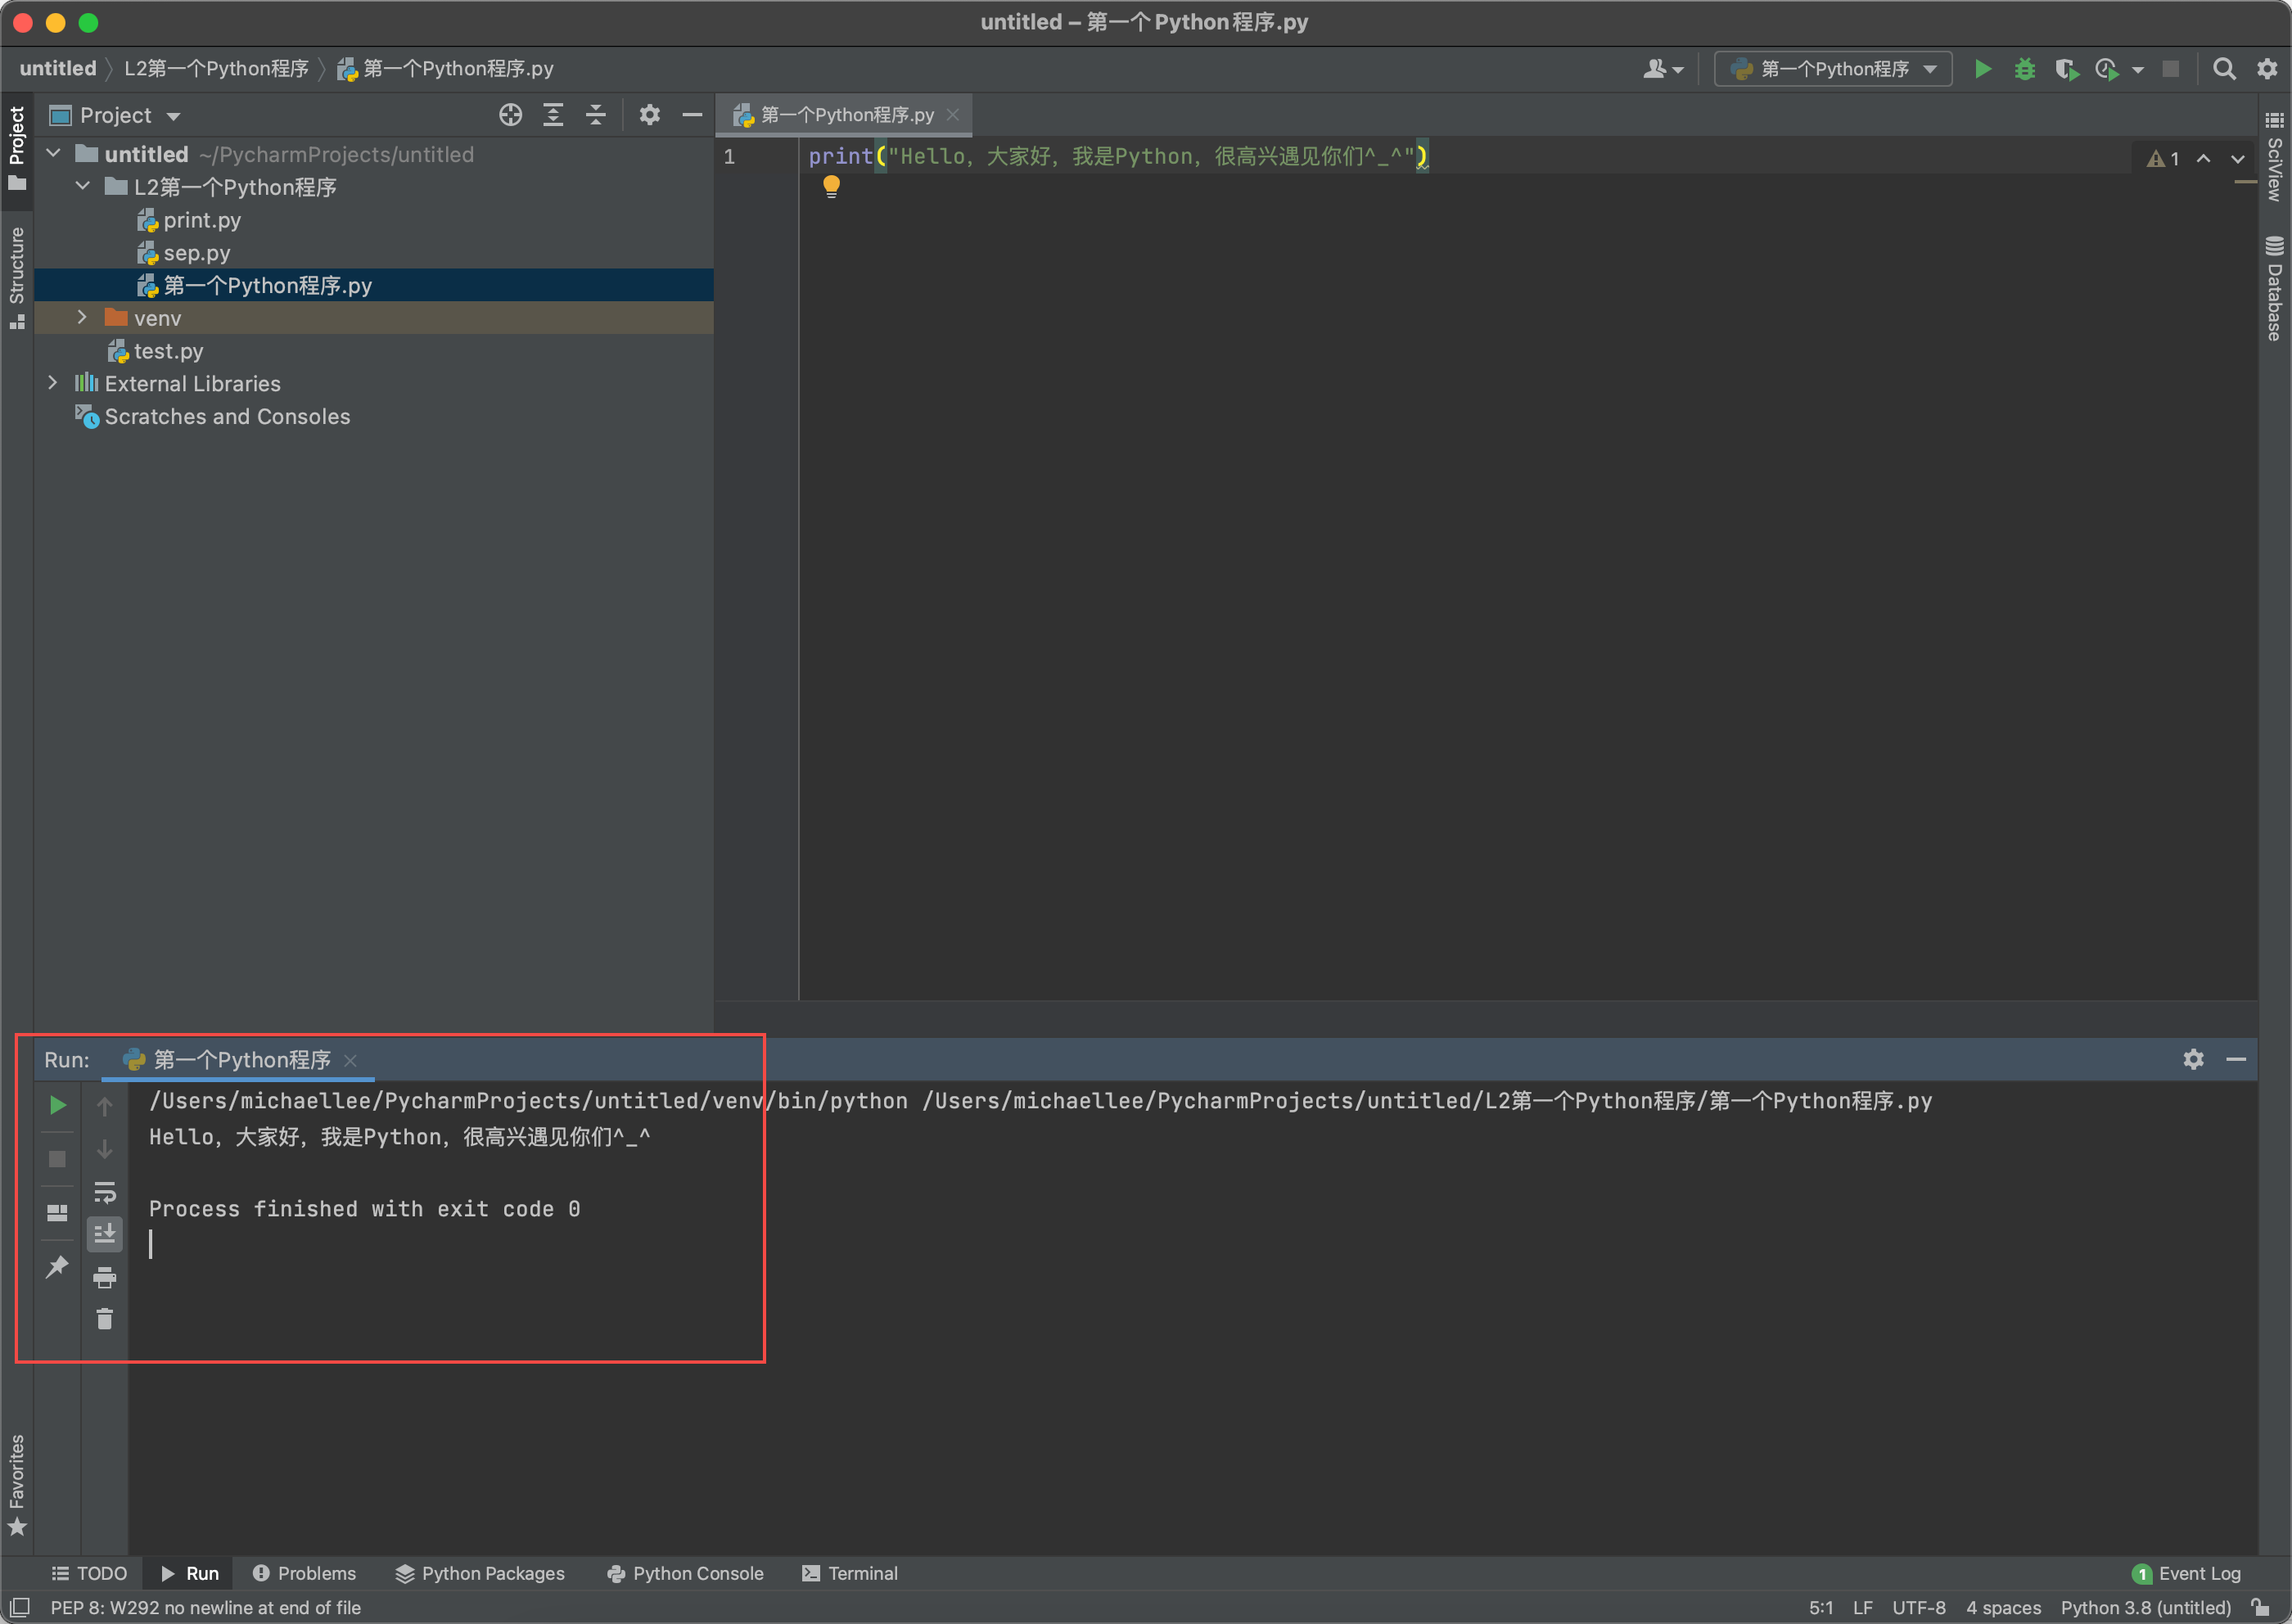 untitled – 第一个Python程序.py
untitled L2第一个Python程序 第一个Python程序.py 第一个Python程序
Project
Project
第一个Python程序.py
untitled ~/PycharmProjects/untitled
L2第一个Python程序
print.py
sep.py
第一个Python程序.py
venv
test.py
External Libraries
Scratches and Consoles
Structure
1
print("Hello, 大家好, 我是Python, 很高兴遇见你们^_^")
1
SciView
Database
Run: 第一个Python程序
/Users/michaellee/PycharmProjects/untitled/venv/bin/python /Users/michaellee/PycharmProjects/untitled/L2第一个Python程序/第一个Python程序.py
Hello, 大家好, 我是Python, 很高兴遇见你们^_^
Process finished with exit code 0
Favorites
TODO Run Problems Python Packages Python Console Terminal 1 Event Log
PEP 8: W292 no newline at end of file 5:1 LF UTF-8 4 spaces Python 3.8 (untitled)